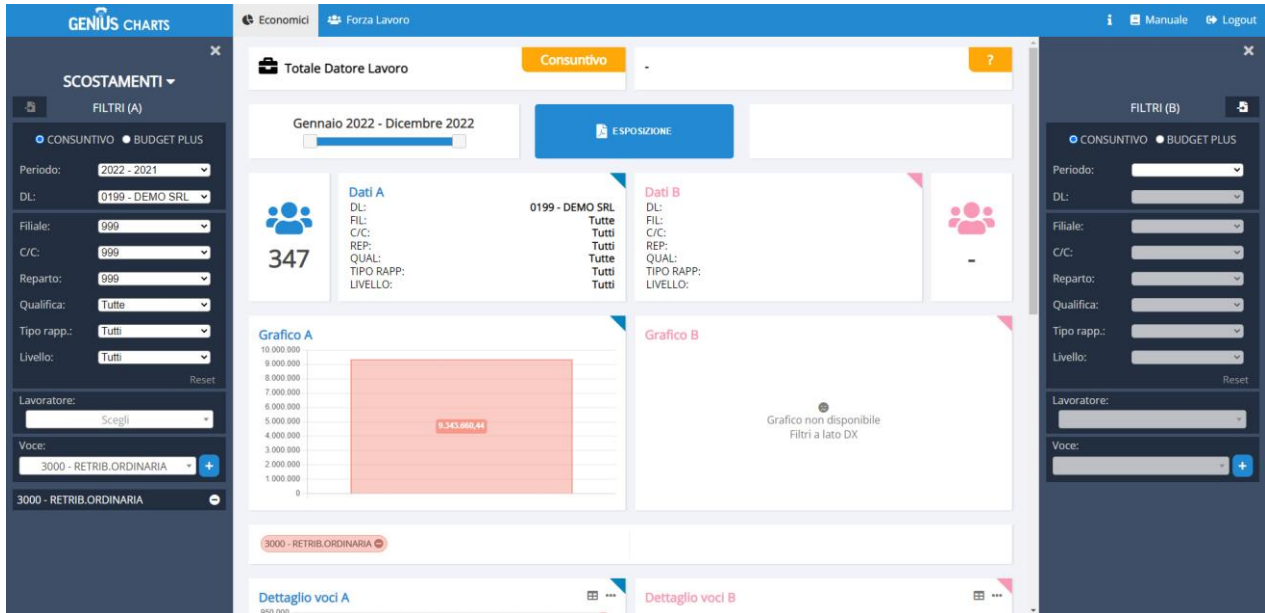 GENIUS CHARTS
Economici
Forza Lavoro
Manuale
Logout
SCOSTAMENTI
FILTRI (A)
CONSUNTIVO BUDGET PLUS
Periodo: 2022 - 2021
DL: 0199 - DEMO SRL
Filiale: 999
C/C: 999
Reparto: 999
Qualifica: Tutte
Tipo rapp.: Tutti
Livello: Tutti
Reset
Lavoratore:
Scegli
Voce:
3000 - RETRIB.ORDINARIA +
3000 - RETRIB.ORDINARIA
Totale Datore Lavoro
Consuntivo
-
?
Gennaio 2022 - Dicembre 2022
ESPOSIZIONE
347
Dati A
DL: 0199 - DEMO SRL
FIL: Tutte
C/C: Tutti
REP: Tutti
QUAL: Tutte
TIPO RAPP: Tutti
LIVELLO: Tutti
Dati B
DL:
FIL:
C/C:
REP:
QUAL:
TIPO RAPP:
LIVELLO:
-
Grafico A
10.000.000
9.000.000
8.000.000
7.000.000
6.000.000
5.000.000
4.000.000
3.000.000
2.000.000
1.000.000
0
9.343.660,44
Grafico B
Grafico non disponibile
Filtri a lato DX
3000 - RETRIB.ORDINARIA
Dettaglio voci A
950.000
Dettaglio voci B
FILTRI (B)
CONSUNTIVO BUDGET PLUS
Periodo:
DL:
Filiale:
C/C:
Reparto:
Qualifica:
Tipo rapp.:
Livello:
Reset
Lavoratore:
Voce:
+